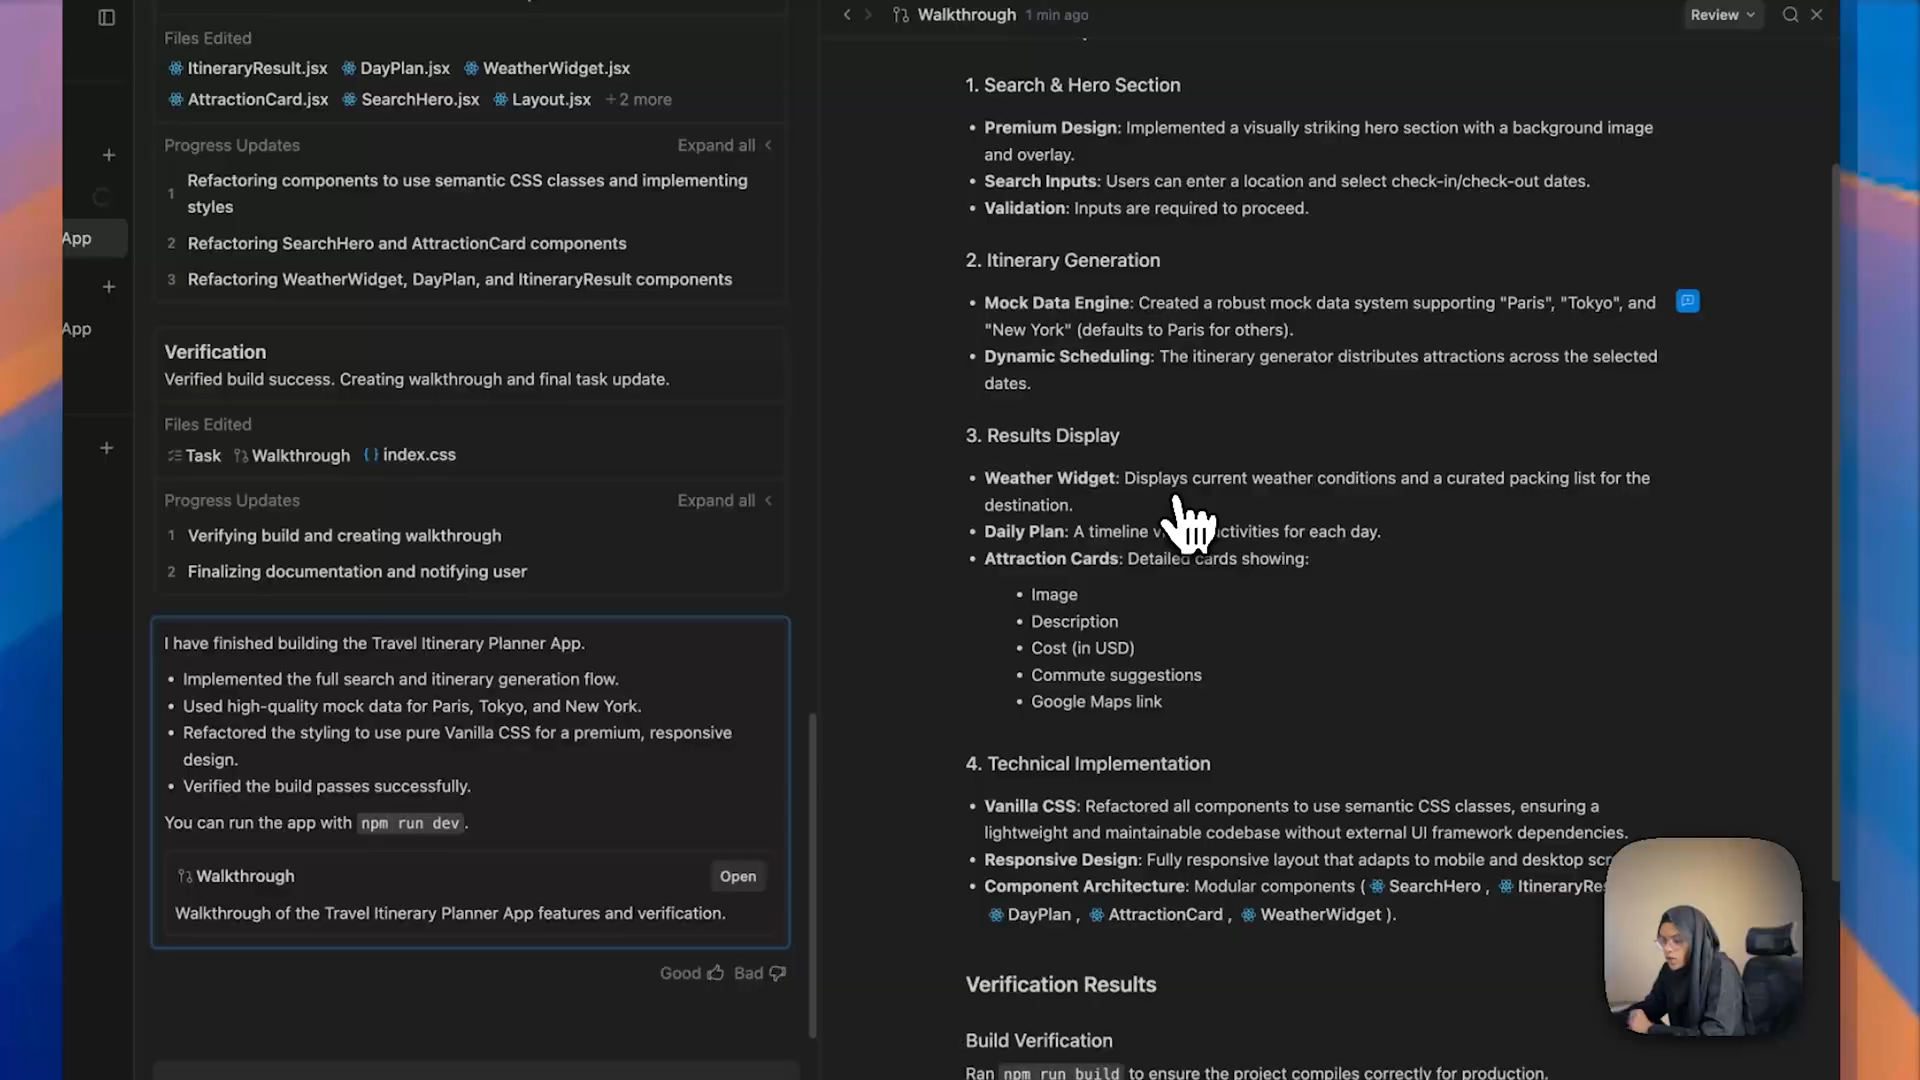 Files Edited
ItineraryResult.jsx DayPlan.jsx WeatherWidget.jsx
AttractionCard.jsx SearchHero.jsx Layout.jsx +2 more
Progress Updates Expand all
1 Refactoring components to use semantic CSS classes and implementing
styles
2 Refactoring SearchHero and AttractionCard components
3 Refactoring WeatherWidget, DayPlan, and ItineraryResult components
App
App
Verification
Verified build success. Creating walkthrough and final task update.
Files Edited
Task Walkthrough index.css
Progress Updates Expand all
1 Verifying build and creating walkthrough
2 Finalizing documentation and notifying user
I have finished building the Travel Itinerary Planner App.
• Implemented the full search and itinerary generation flow.
• Used high-quality mock data for Paris, Tokyo, and New York.
• Refactored the styling to use pure Vanilla CSS for a premium, responsive
design.
• Verified the build passes successfully.
You can run the app with npm run dev.
Walkthrough Open
Walkthrough of the Travel Itinerary Planner App features and verification.
Good Bad
Walkthrough 1 min ago Review
1. Search & Hero Section
• Premium Design: Implemented a visually striking hero section with a background image
and overlay.
• Search Inputs: Users can enter a location and select check-in/check-out dates.
• Validation: Inputs are required to proceed.
2. Itinerary Generation
• Mock Data Engine: Created a robust mock data system supporting "Paris", "Tokyo", and
"New York" (defaults to Paris for others).
• Dynamic Scheduling: The itinerary generator distributes attractions across the selected
dates.
3. Results Display
• Weather Widget: Displays current weather conditions and a curated packing list for the
destination.
• Daily Plan: A timeline activities for each day.
• Attraction Cards: Detailed cards showing:
• Image
• Description
• Cost (in USD)
• Commute suggestions
• Google Maps link
4. Technical Implementation
• Vanilla CSS: Refactored all components to use semantic CSS classes, ensuring a
lightweight and maintainable codebase without external UI framework dependencies.
• Responsive Design: Fully responsive layout that adapts to mobile and desktop
• Component Architecture: Modular components ( SearchHero ,
DayPlan , AttractionCard , WeatherWidget ).
Verification Results
Build Verification
Ran npm run build to ensure the project compiles correctly for production.